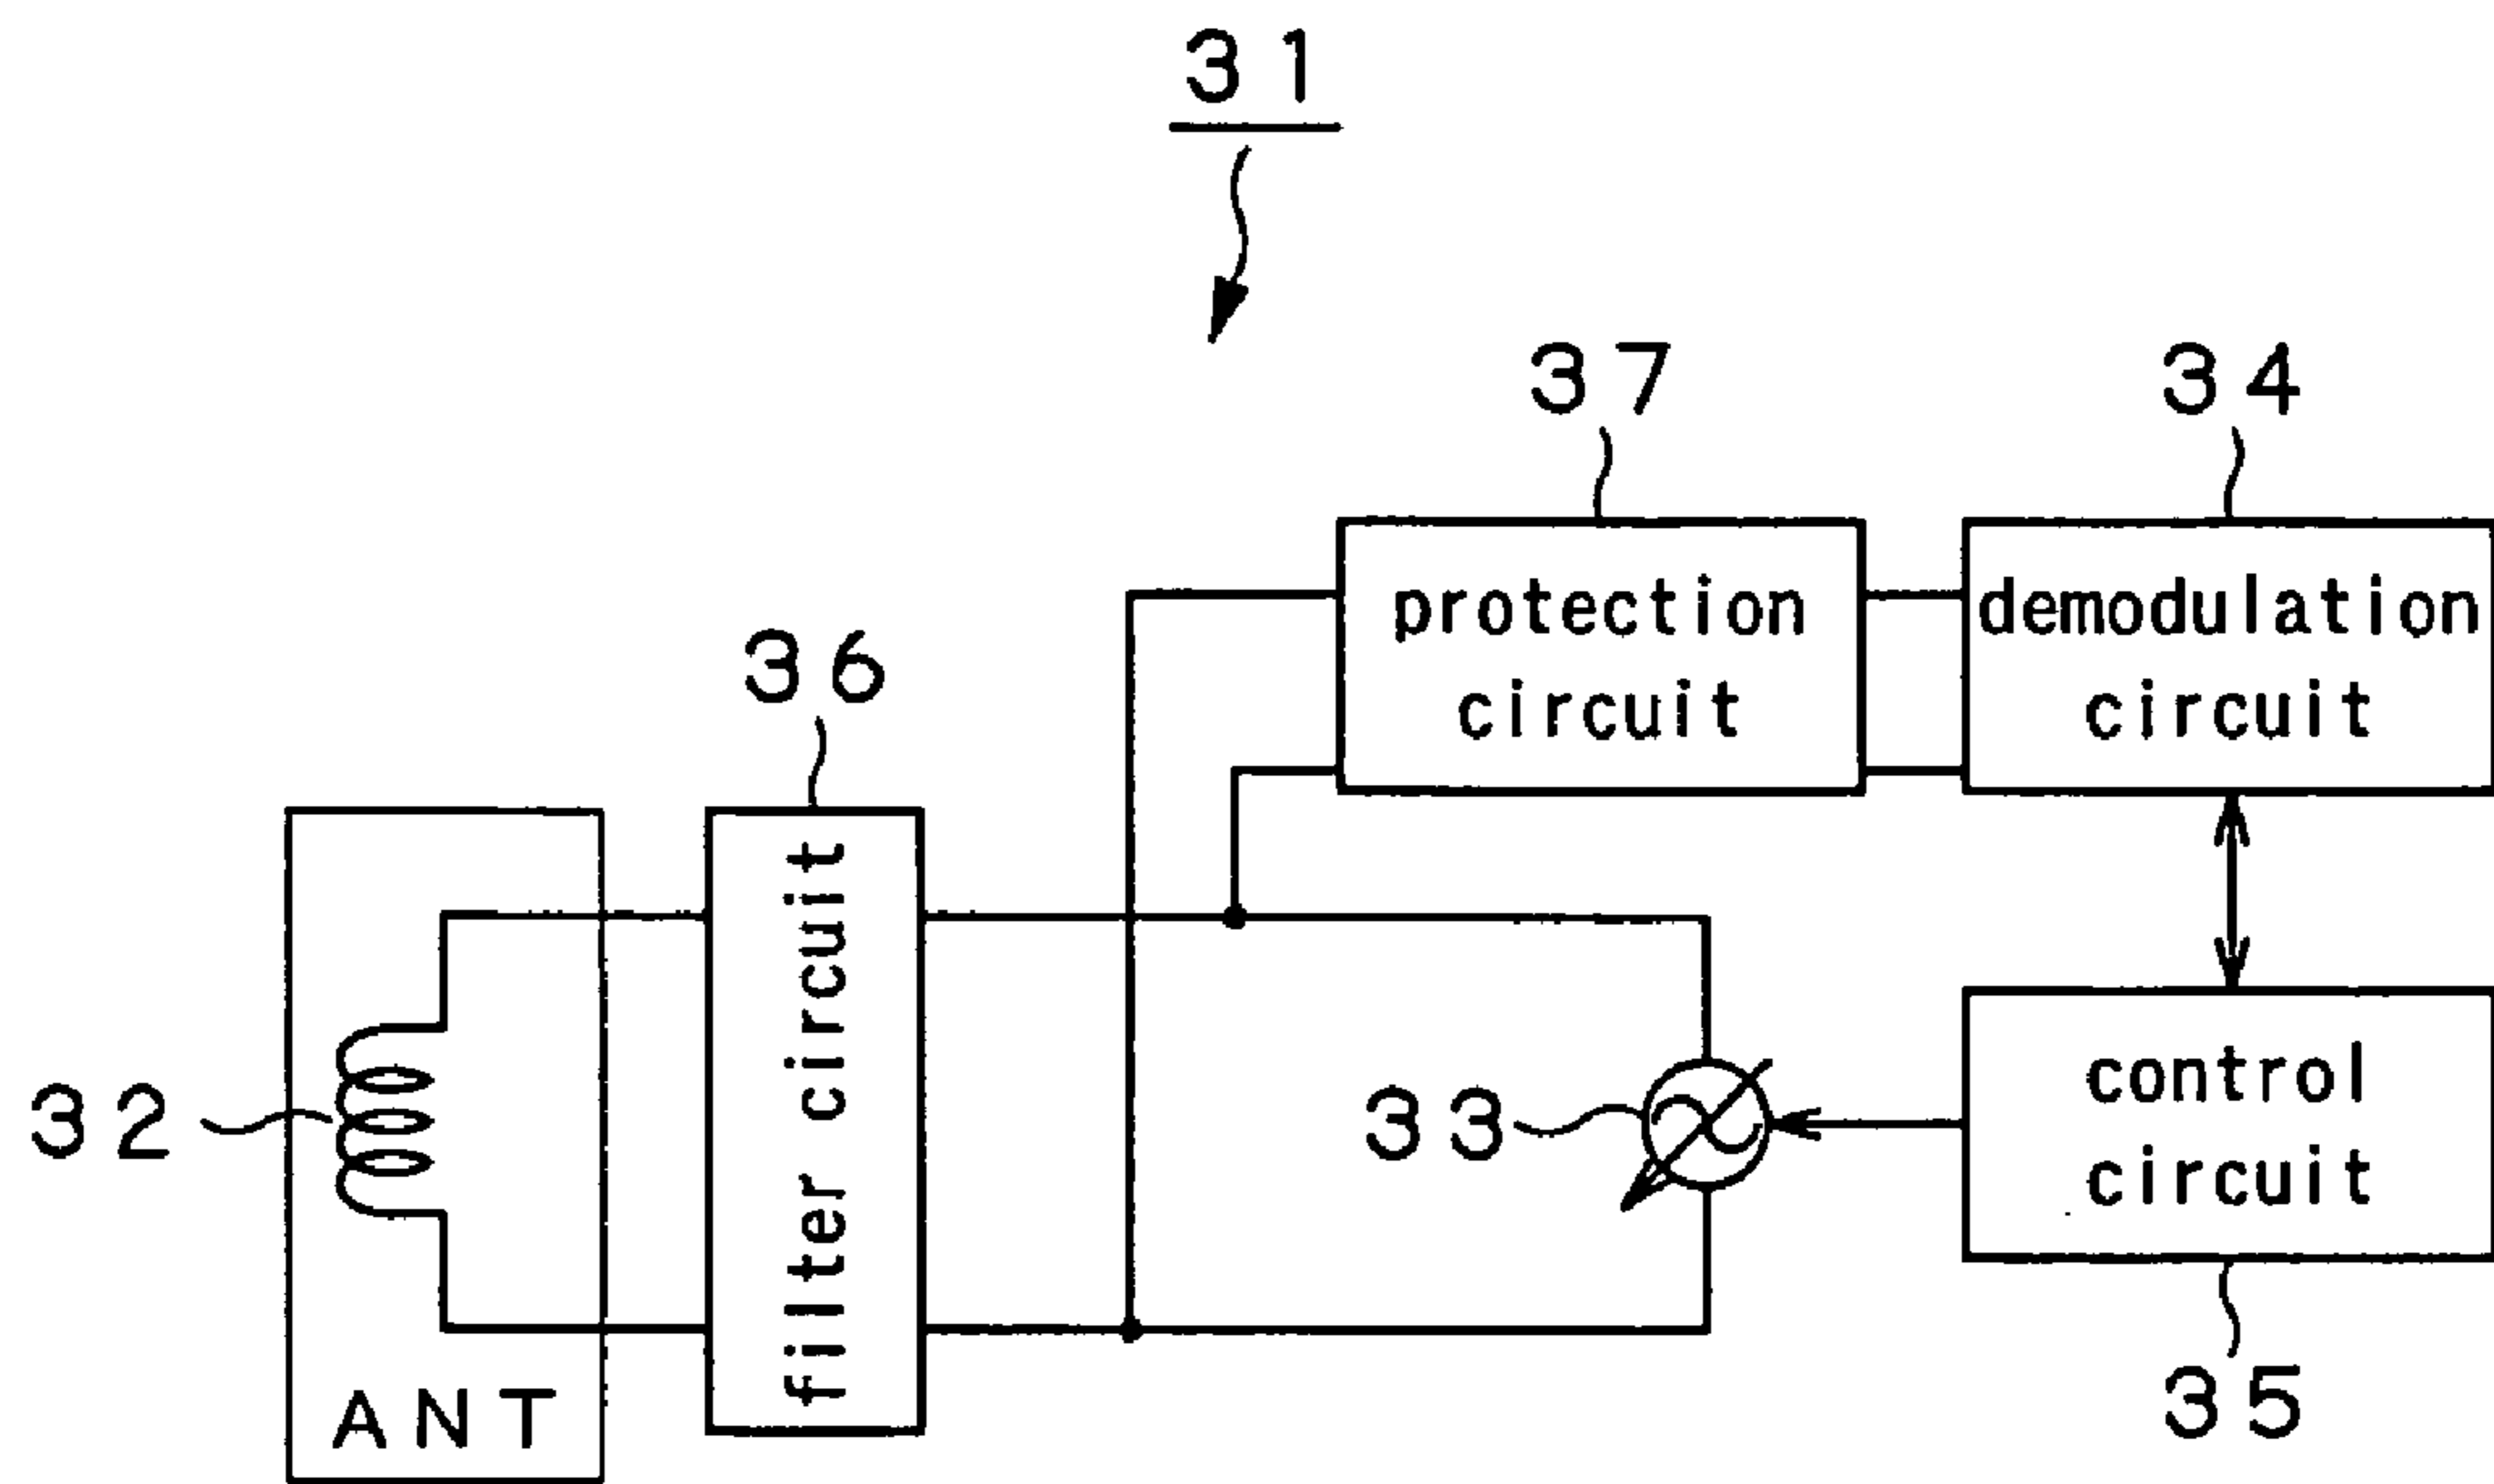 31
37
34
protection
circuit
demodulation
circuit
36
filter circuit
32
33
control
circuit
ANT
35